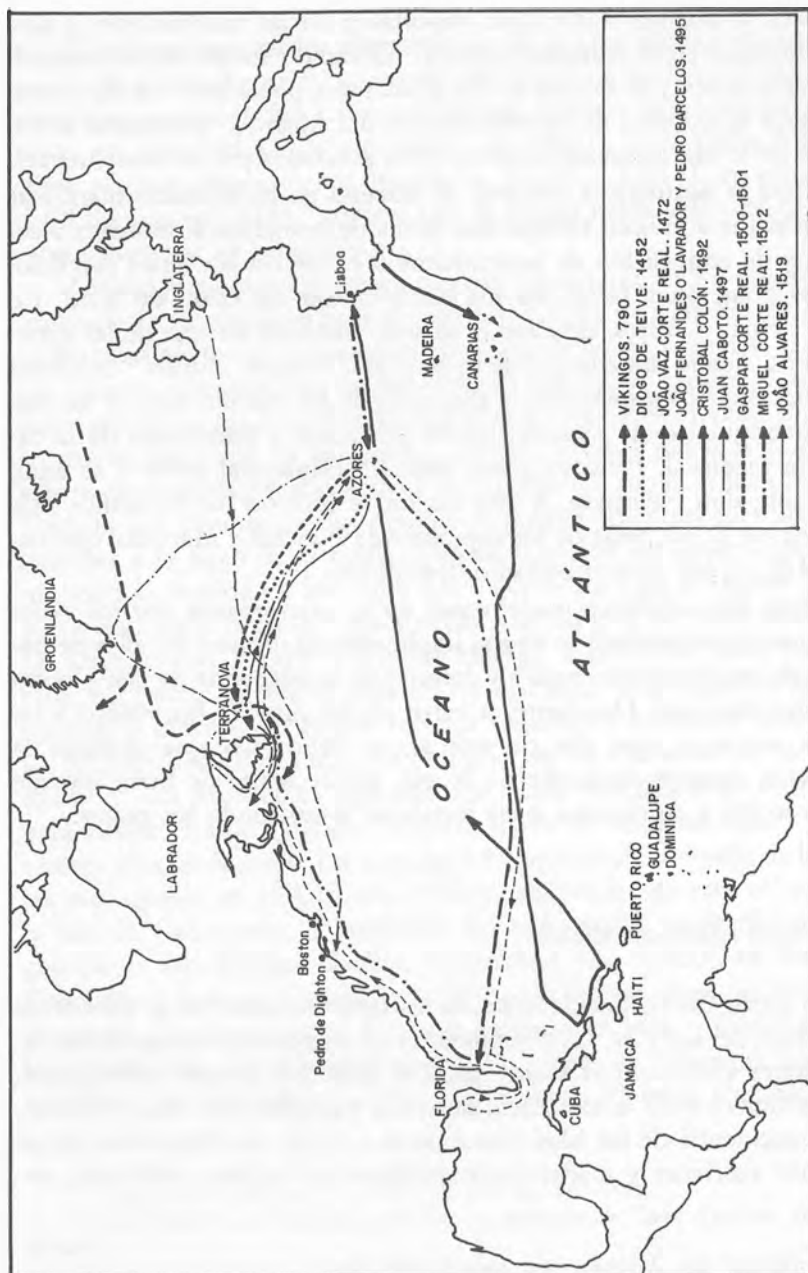 GROENLANDIA
INGLATERRA
LABRADOR
TERRANOVA
Lisboa
AZORES
MADEIRA
CANARIAS
Boston
Pedro de Dighton
FLORIDA
OCEANO
ATLANTICO
CUBA
JAMAICA
HAITI
PUERTO RICO
GUADALUPE
DOMINICA
VIKINGOS. 790
DIOGO DE TEIVE. 1452
JOÃO VAZ CORTE REAL. 1472
JOÃO FERNANDES O LAVRADOR Y PEDRO BARCELOS. 1495
CRISTOBAL COLÓN. 1492
JUAN CABOTO. 1497
GASPAR CORTE REAL. 1500-1501
MIGUEL CORTE REAL. 1502
JOÃO ALVARES. 1519